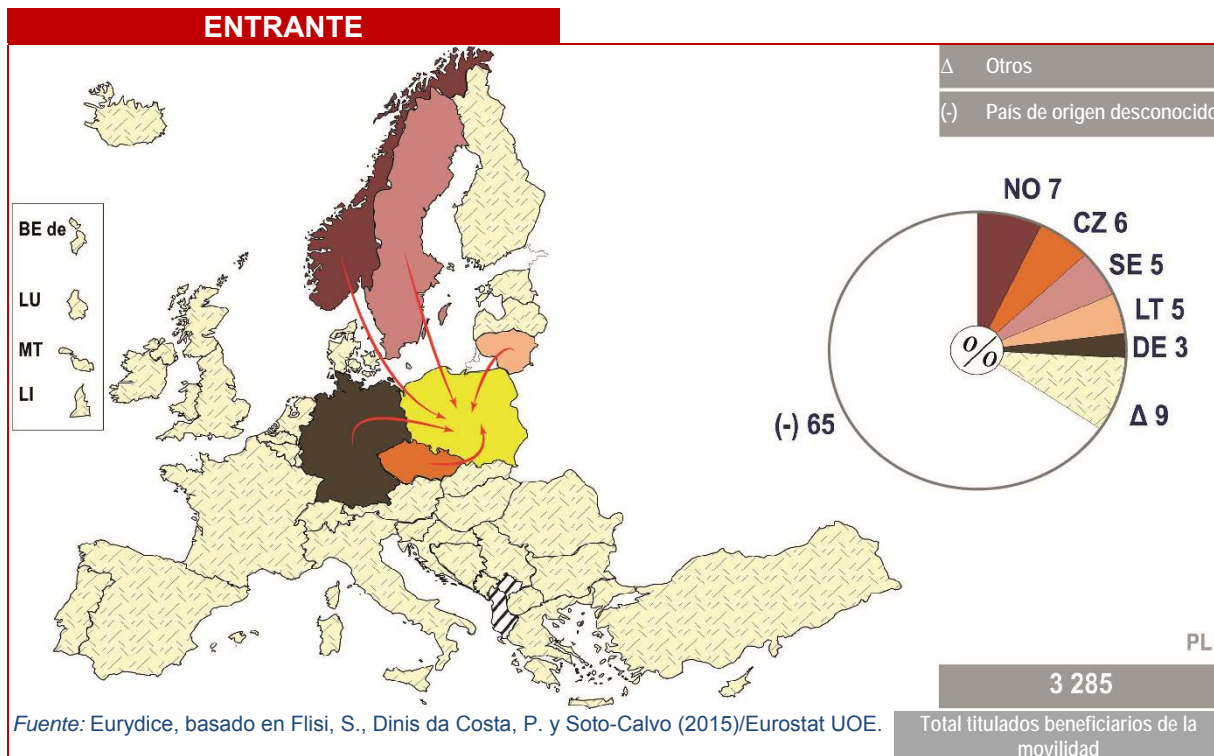 ENTRANTE
Δ Otros
(-) País de origen desconocido
BE de
LU
MT
LI
NO 7
CZ 6
SE 5
LT 5
DE 3
Δ 9
(-) 65
%
PL
3 285
Total titulados beneficiarios de la
movilidad
Fuente: Eurydice, basado en Flisi, S., Dinis da Costa, P. y Soto-Calvo (2015)/Eurostat UOE.